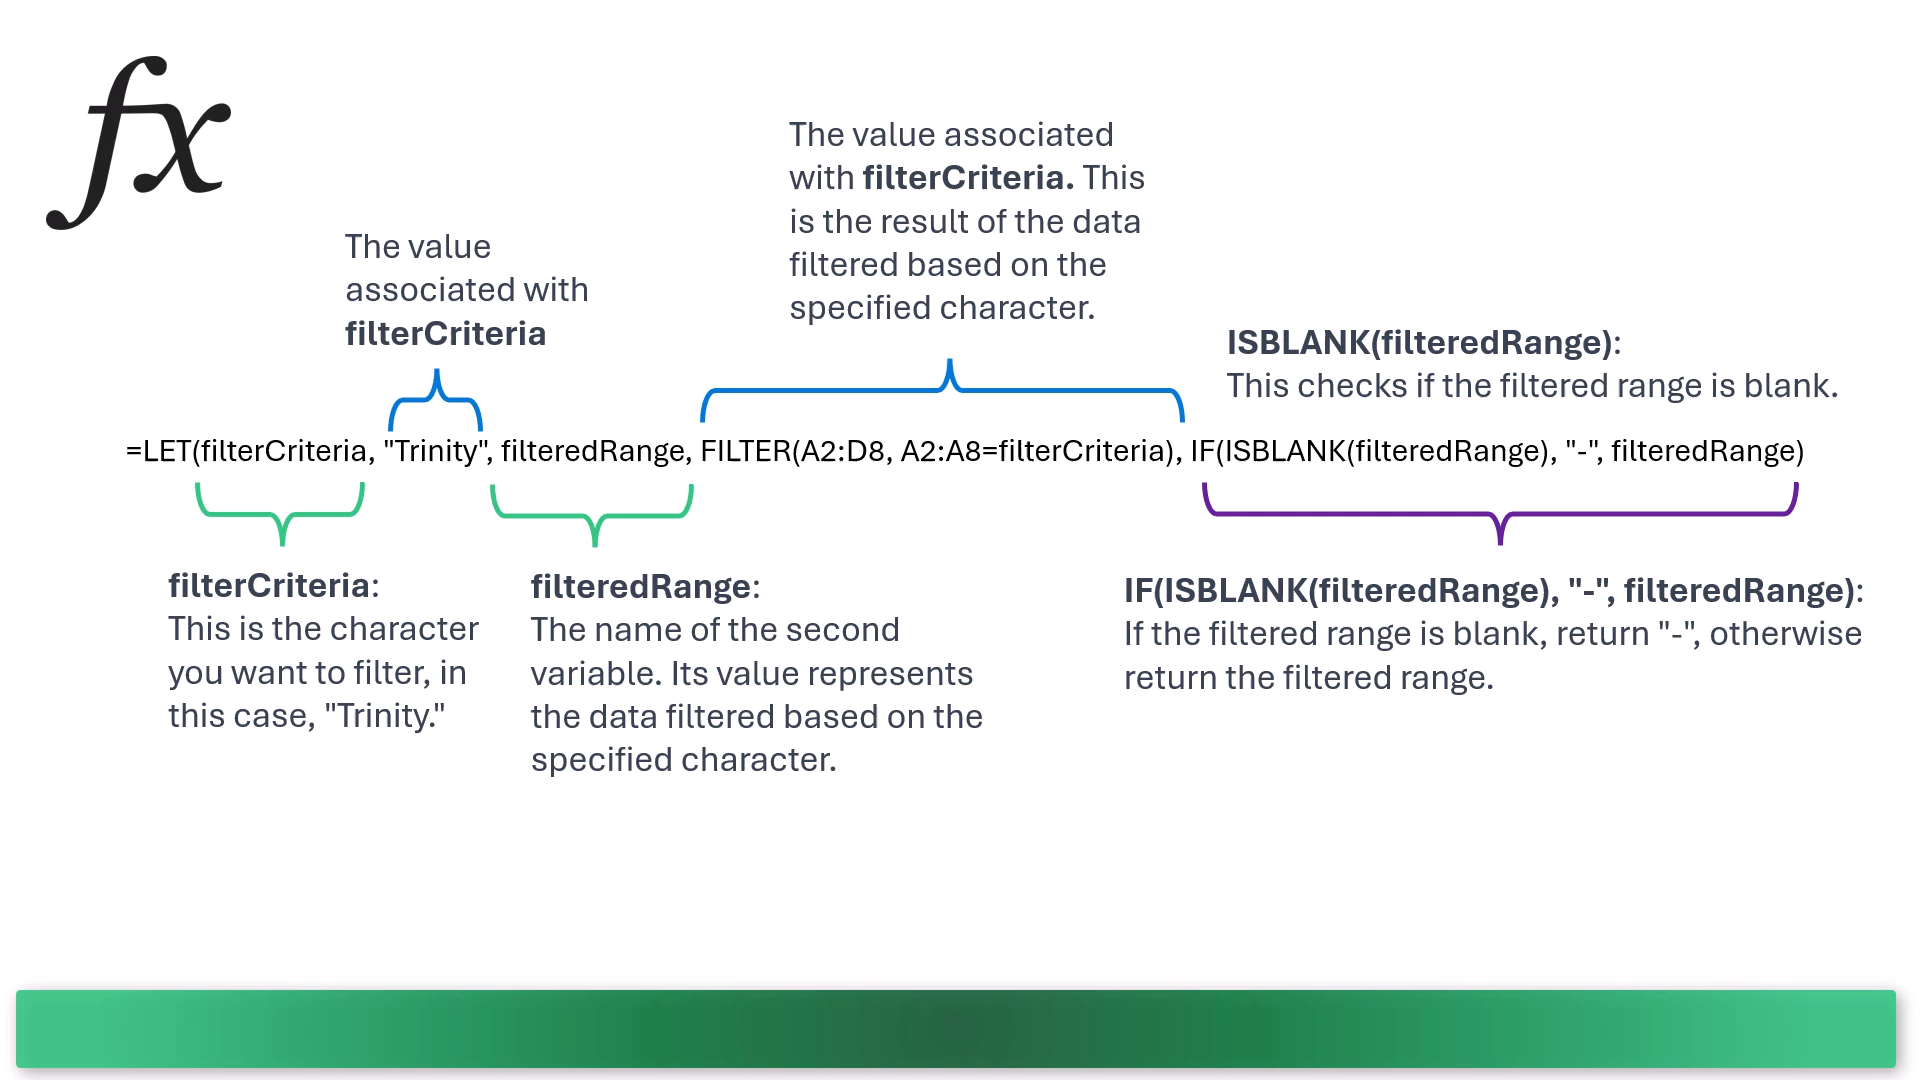 fx
The value associated
with filterCriteria. This
is the result of the data
filtered based on the
specified character.
The value
associated with
filterCriteria
ISBLANK(filteredRange):
This checks if the filtered range is blank.
=LET(filterCriteria, "Trinity", filteredRange, FILTER(A2:D8, A2:A8=filterCriteria), IF(ISBLANK(filteredRange), "-", filteredRange)
filterCriteria:
This is the character
you want to filter, in
this case, "Trinity."
filteredRange:
The name of the second
variable. Its value represents
the data filtered based on the
specified character.
IF(ISBLANK(filteredRange), "-", filteredRange):
If the filtered range is blank, return "-", otherwise
return the filtered range.